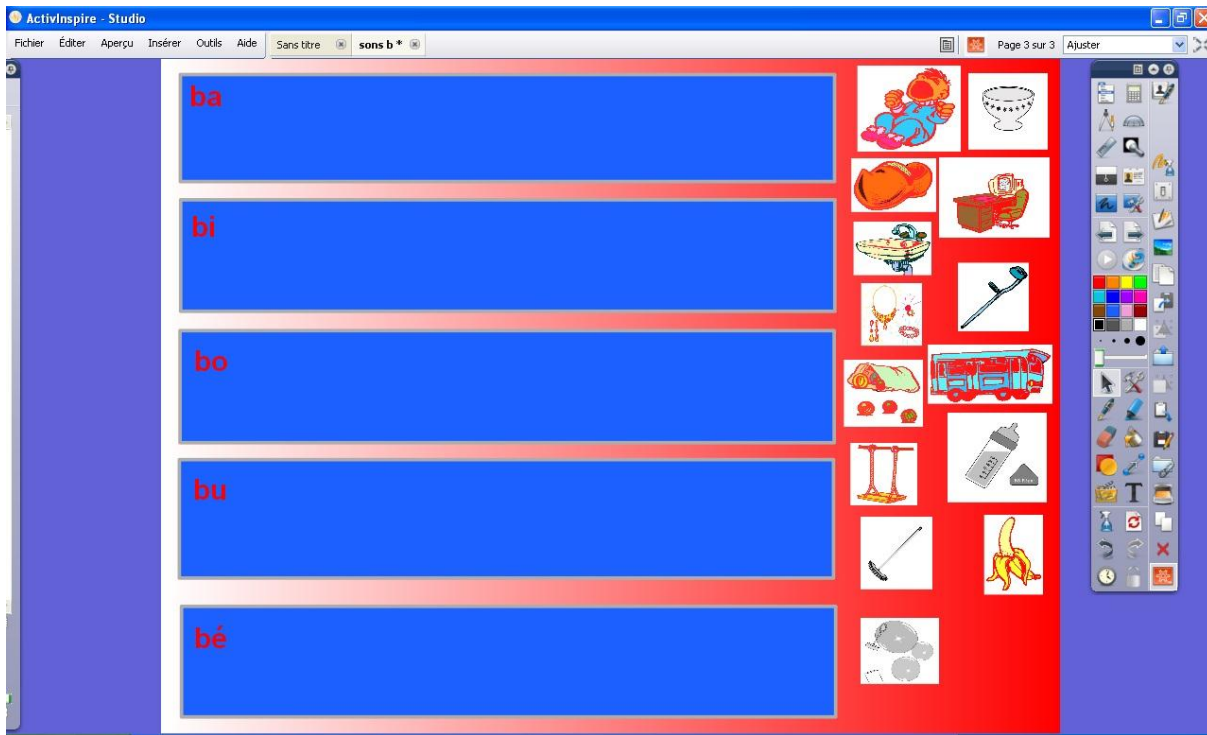 ActivInspire - Studio
Fichier Éditer Aperçu Insérer Outils Aide Sans titre sons b * Page 3 sur 3 Ajuster
ba
bi
bo
bu
bé